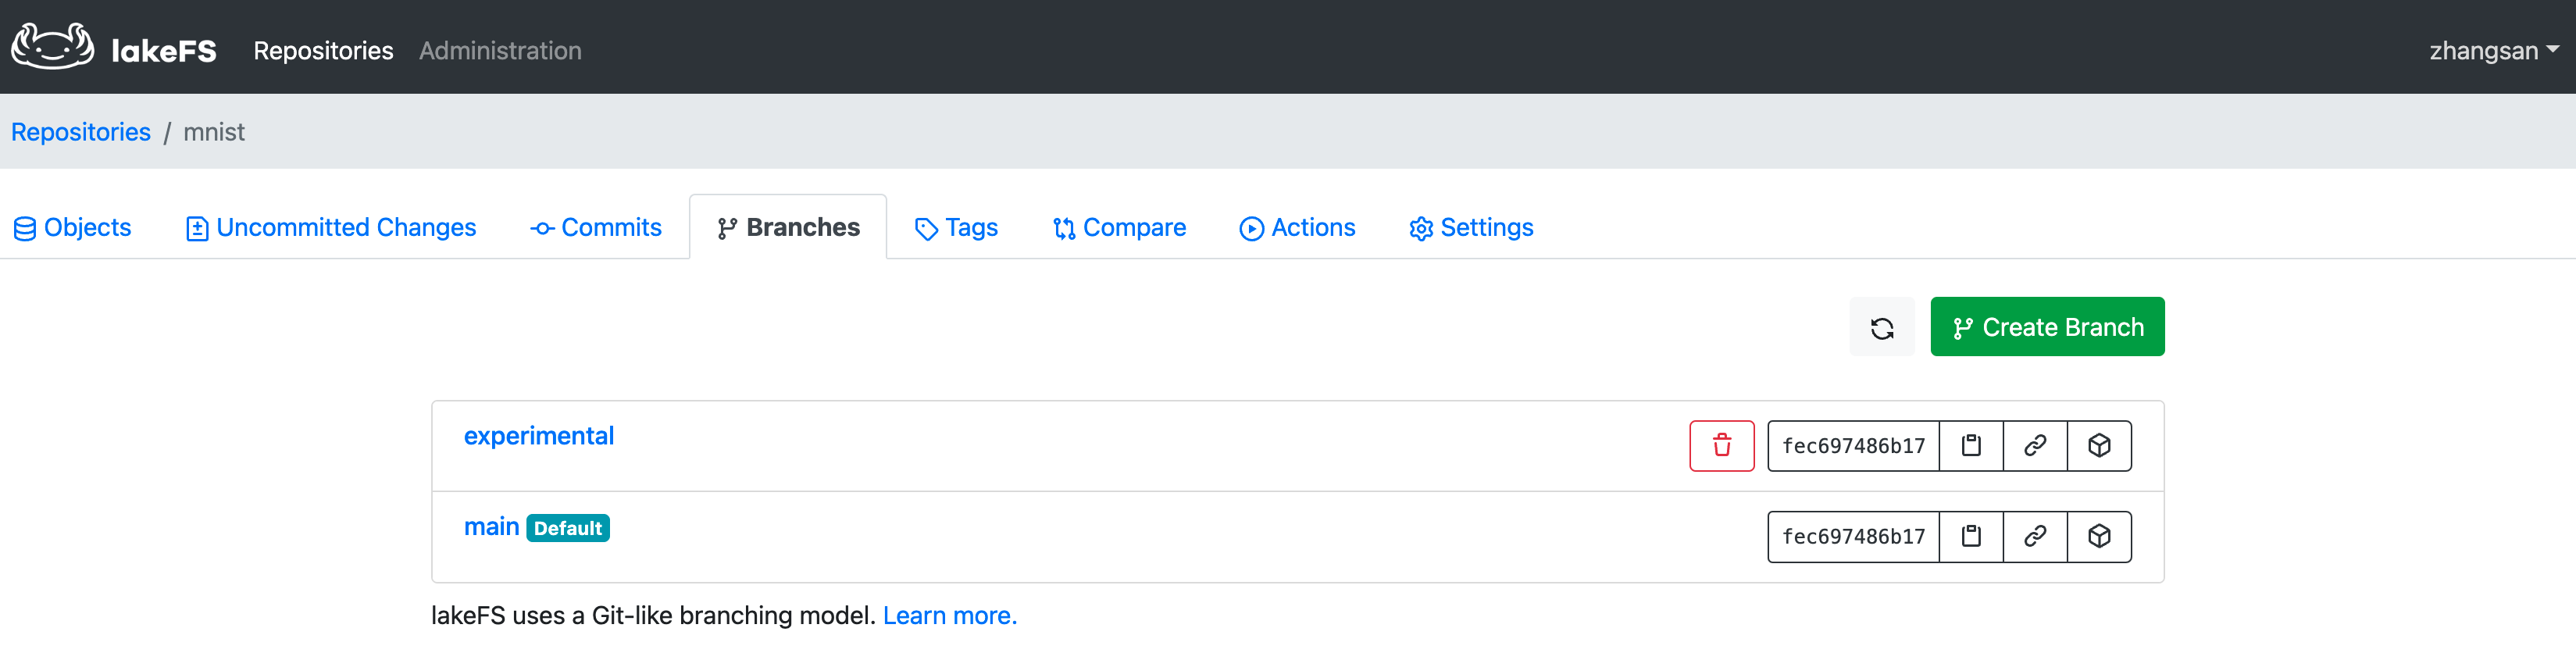 lakeFS Repositories Administration zhangsan
Repositories / mnist
Objects Uncommitted Changes Commits Branches Tags Compare Actions Settings
Create Branch
experimental fec697486b17
main Default fec697486b17
lakeFS uses a Git-like branching model. Learn more.